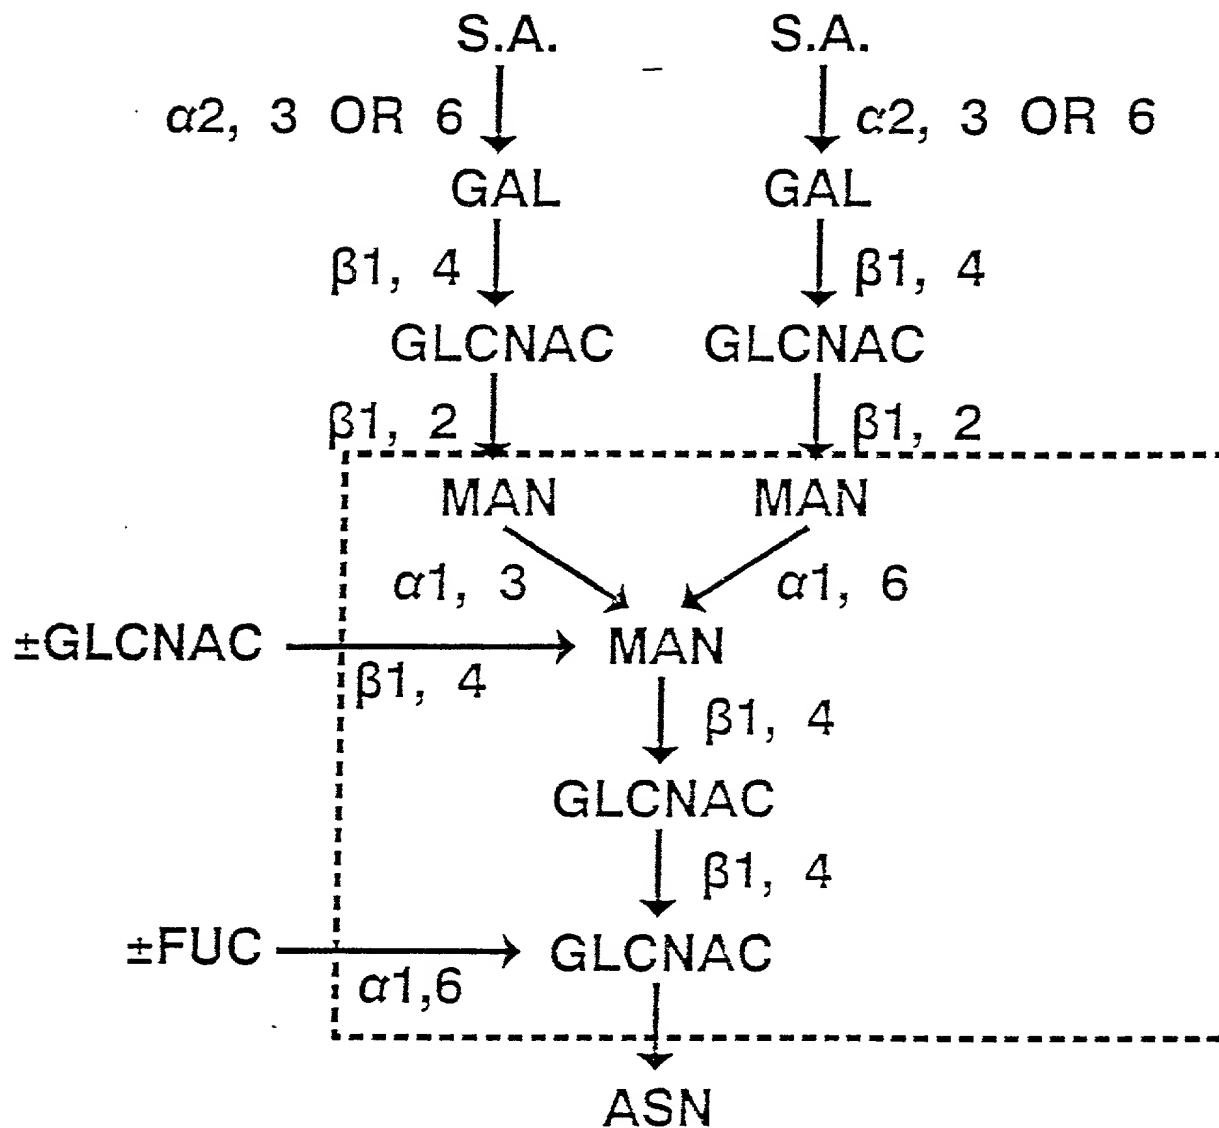 S.A. S.A.
α2, 3 OR 6 α2, 3 OR 6
GAL GAL
β1, 4 β1, 4
GLCNAC GLCNAC
β1, 2 β1, 2
MAN MAN
α1, 3 α1, 6
±GLCNAC MAN
β1, 4
β1, 4
GLCNAC
β1, 4
±FUC GLCNAC
α1,6
ASN